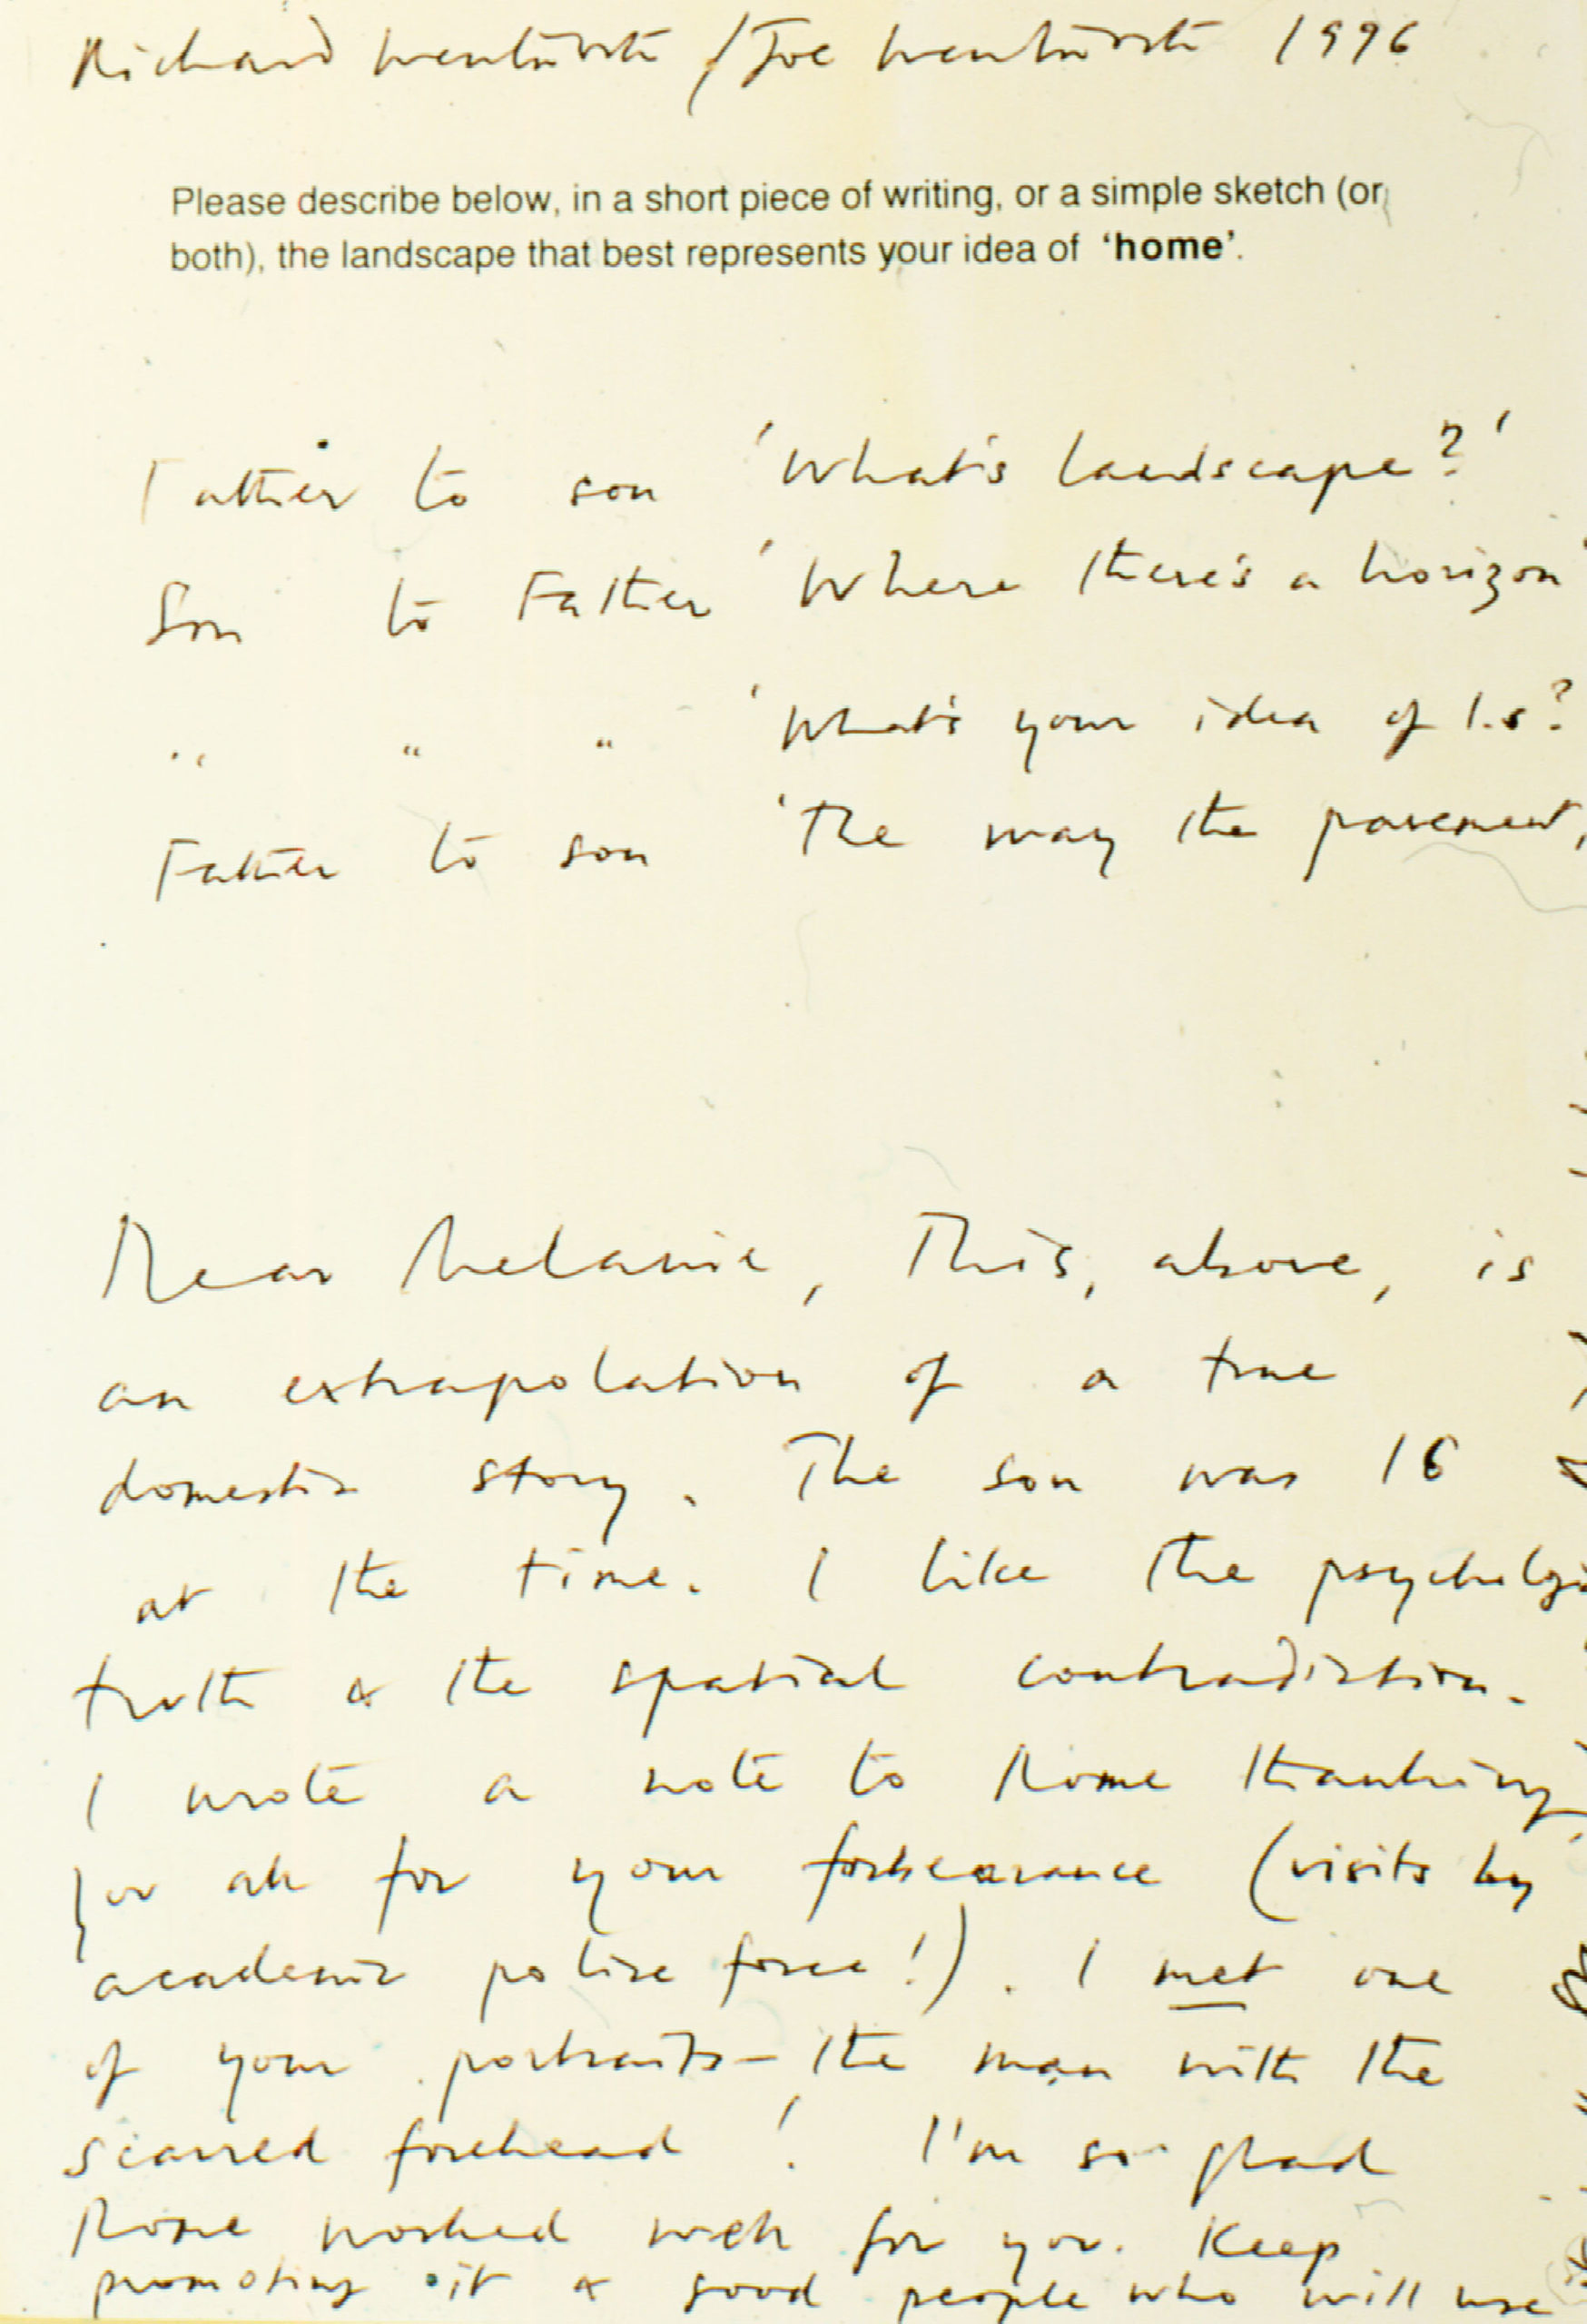 Richard Wentworth / Joe Wentworth 1996
Please describe below, in a short piece of writing, or a simple sketch (or
both), the landscape that best represents your idea of ‘home’.
Father to son 'What's landscape?'
Son to Father 'Where there's a horizon'
" " " 'What's your idea of l.s?
Father to son 'The way the pavement,
Dear Melanie, This, above, is
an extrapolation of a true
domestic story. The son was 16
at the time. I like the psycholgi
truth & the spatial contradiction.
I wrote a note to Rome thanking
you all for your forbearance (visits by
academic police force!). I met one
of your portraits – the man with the
scarred forehead! I'm so glad
Rome worked well for you. Keep
promoting it & good people who will use